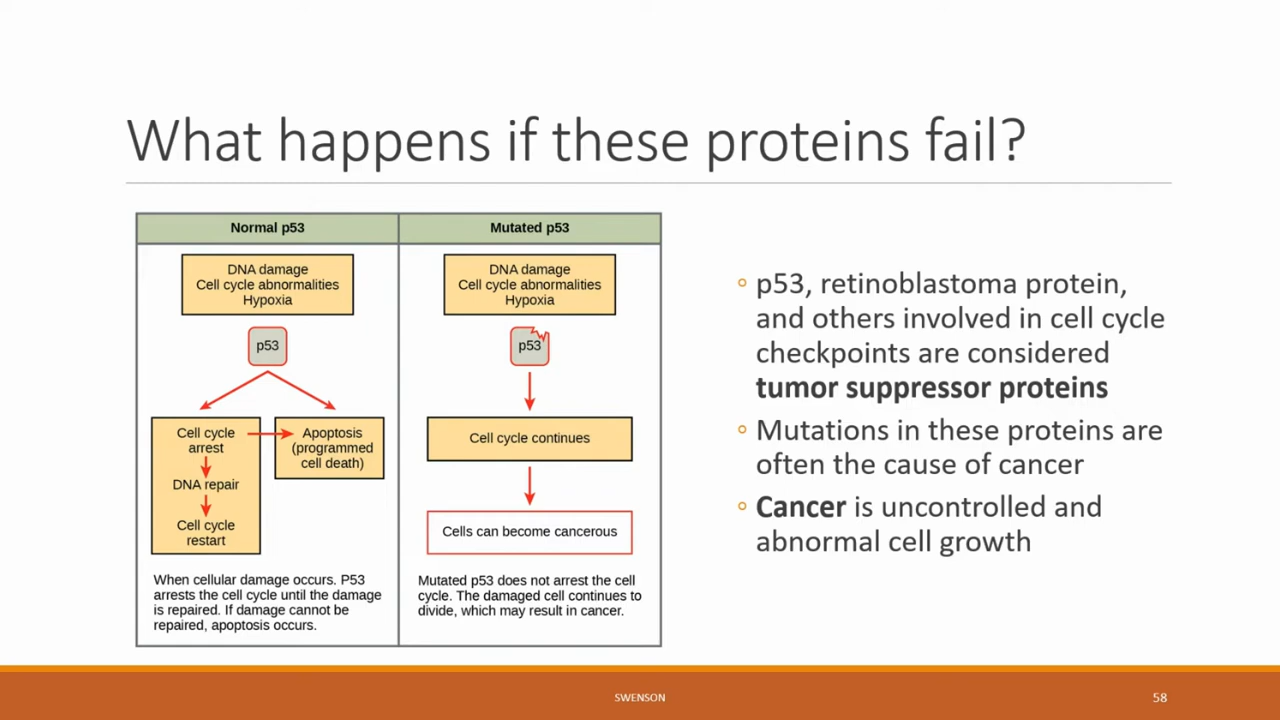 What happens if these proteins fail?
Normal p53
DNA damage
Cell cycle abnormalities
Hypoxia
p53
Cell cycle
arrest
DNA repair
Cell cycle
restart
Apoptosis
(programmed
cell death)
When cellular damage occurs. P53
arrests the cell cycle until the damage
is repaired. If damage cannot be
repaired, apoptosis occurs.
Mutated p53
DNA damage
Cell cycle abnormalities
Hypoxia
p53
Cell cycle continues
Cells can become cancerous
Mutated p53 does not arrest the cell
cycle. The damaged cell continues to
divide, which may result in cancer.
◦ p53, retinoblastoma protein,
and others involved in cell cycle
checkpoints are considered
tumor suppressor proteins
◦ Mutations in these proteins are
often the cause of cancer
◦ Cancer is uncontrolled and
abnormal cell growth
SWENSON
58